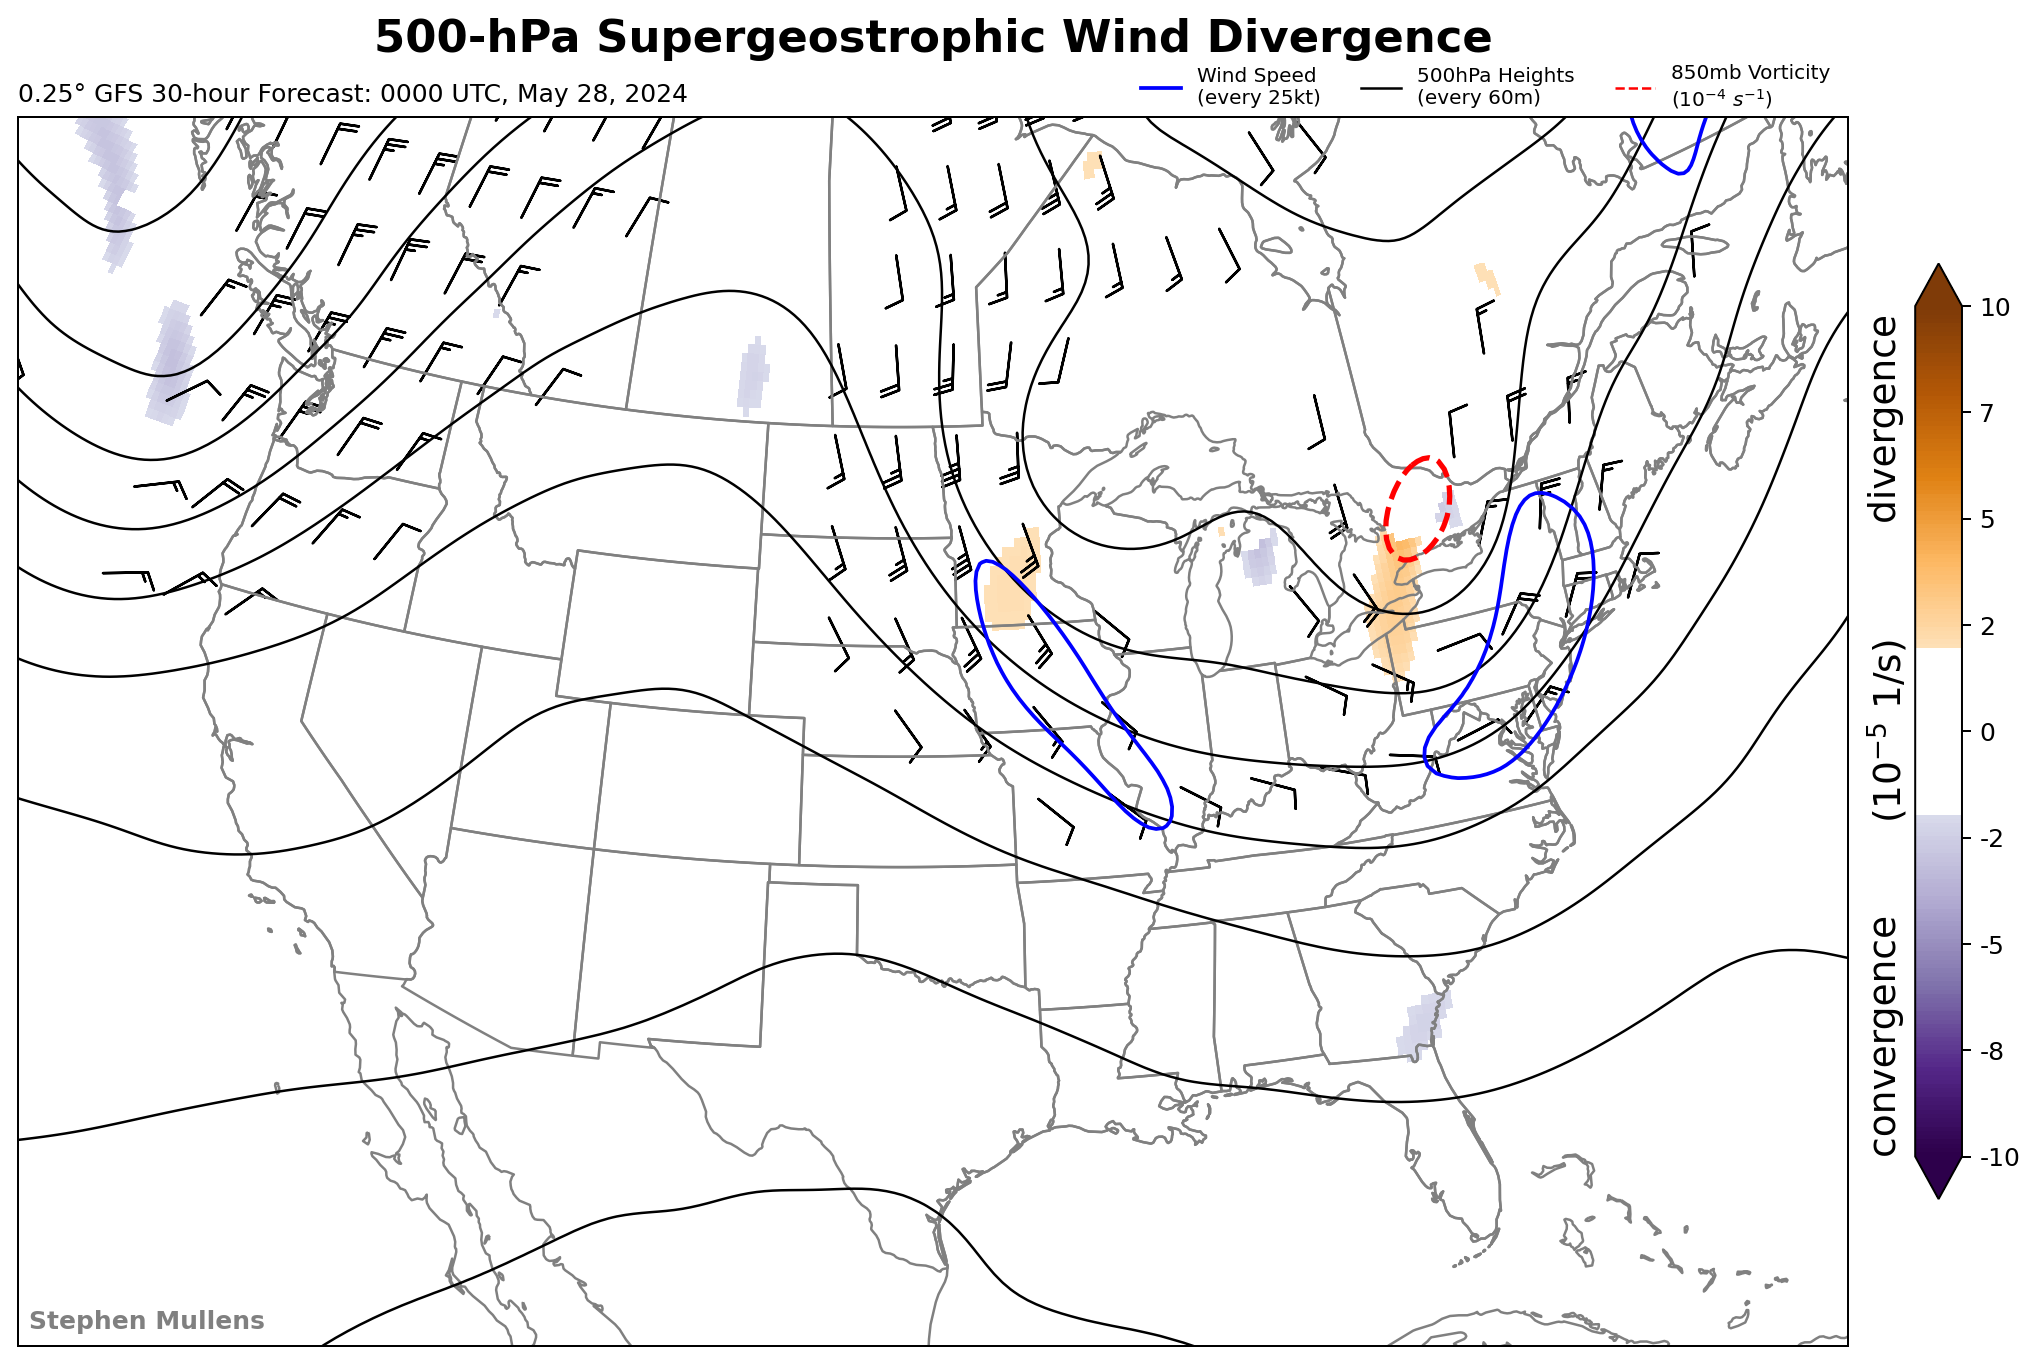 500-hPa Supergeostrophic Wind Divergence
0.25° GFS 30-hour Forecast: 0000 UTC, May 28, 2024
Wind Speed
(every 25kt)
500hPa Heights
(every 60m)
850mb Vorticity
(10⁻⁴ s⁻¹)
10
7
5
2
0
-2
-5
-8
-10
convergence (10⁻⁵ 1/s) divergence
Stephen Mullens